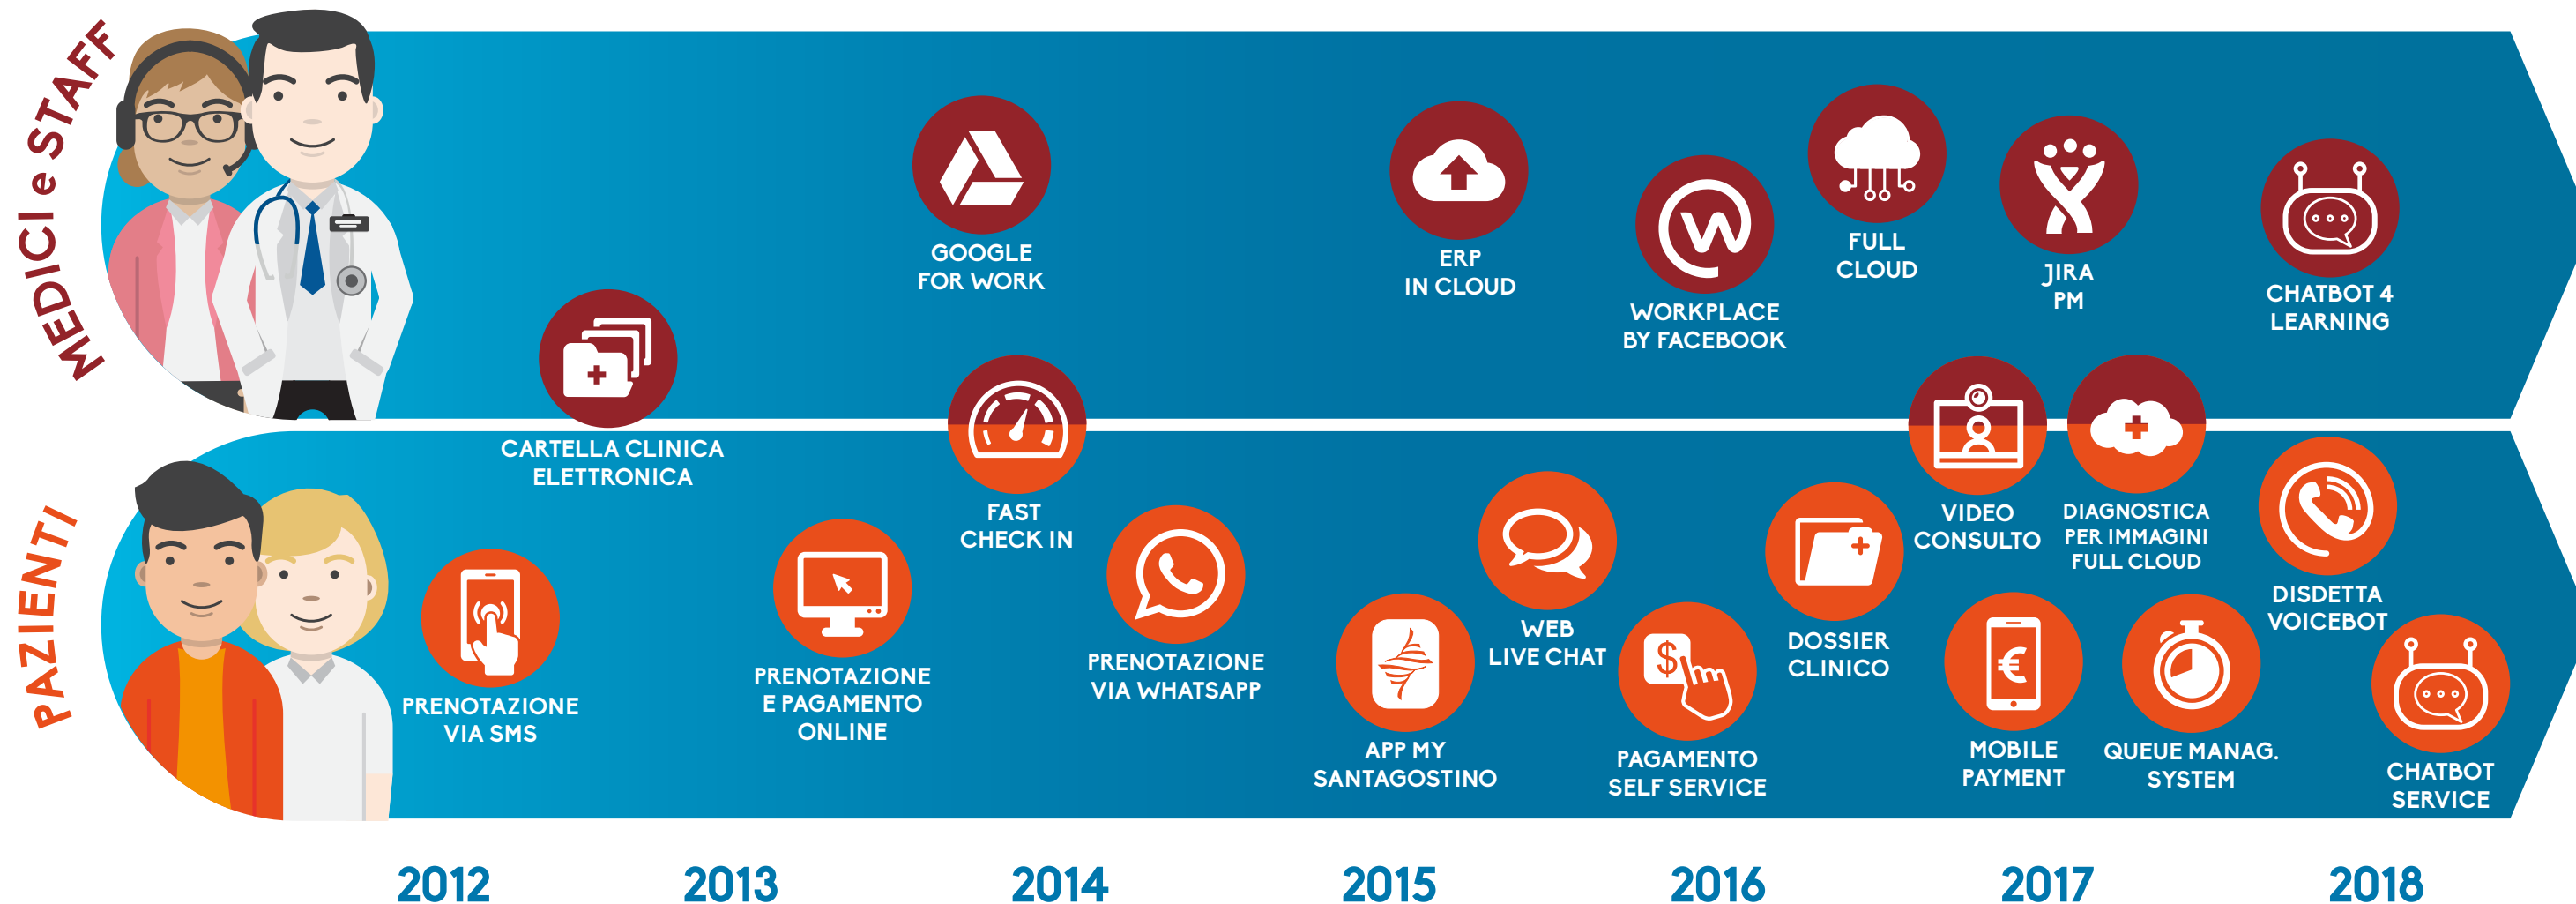 MEDICI e STAFF
GOOGLE
FOR WORK
ERP
IN CLOUD
WORKPLACE
BY FACEBOOK
FULL
CLOUD
JIRA
PM
CHATBOT 4
LEARNING
CARTELLA CLINICA
ELETTRONICA
FAST
CHECK IN
VIDEO
CONSULTO
DIAGNOSTICA
PER IMMAGINI
FULL CLOUD
PAZIENTI
PRENOTAZIONE
VIA SMS
PRENOTAZIONE
E PAGAMENTO
ONLINE
PRENOTAZIONE
VIA WHATSAPP
APP MY
SANTAGOSTINO
WEB
LIVE CHAT
$
PAGAMENTO
SELF SERVICE
DOSSIER
CLINICO
€
MOBILE
PAYMENT
QUEUE MANAG.
SYSTEM
DISDETTA
VOICEBOT
CHATBOT
SERVICE
2012
2013
2014
2015
2016
2017
2018